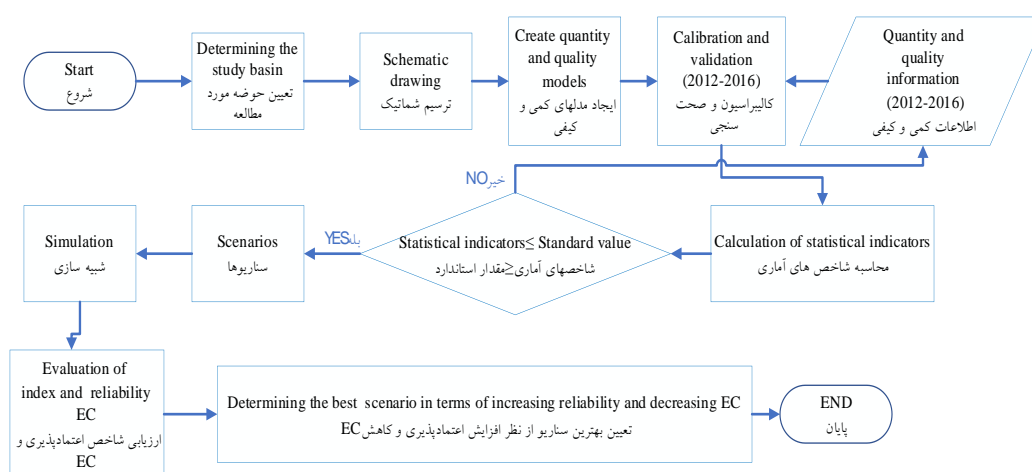 Start
شروع
Determining the
study basin
تعیین حوضه مورد
مطالعه
Schematic
drawing
ترسیم شماتیک
Create quantity
and quality
models
ایجاد مدلهای کمی و
کیفی
Calibration and
validation
(2012-2016)
کالیبراسیون و صحت
سنجی
Quantity and
quality
information
(2012-2016)
اطلاعات کمی و کیفی
NOخیر
Calculation of statistical indicators
محاسبه شاخص های آماری
Statistical indicators≤ Standard value
شاخصهای آماری≥مقدار استاندارد
YESبله
Scenarios
سناریوها
Simulation
شبیه سازی
Evaluation of
index and reliability
EC
ارزیابی شاخص اعتمادپذیری و
EC
Determining the best scenario in terms of increasing reliability and decreasing EC
تعیین بهترین سناریو از نظر افزایش اعتمادپذیری و کاهش EC
END
پایان